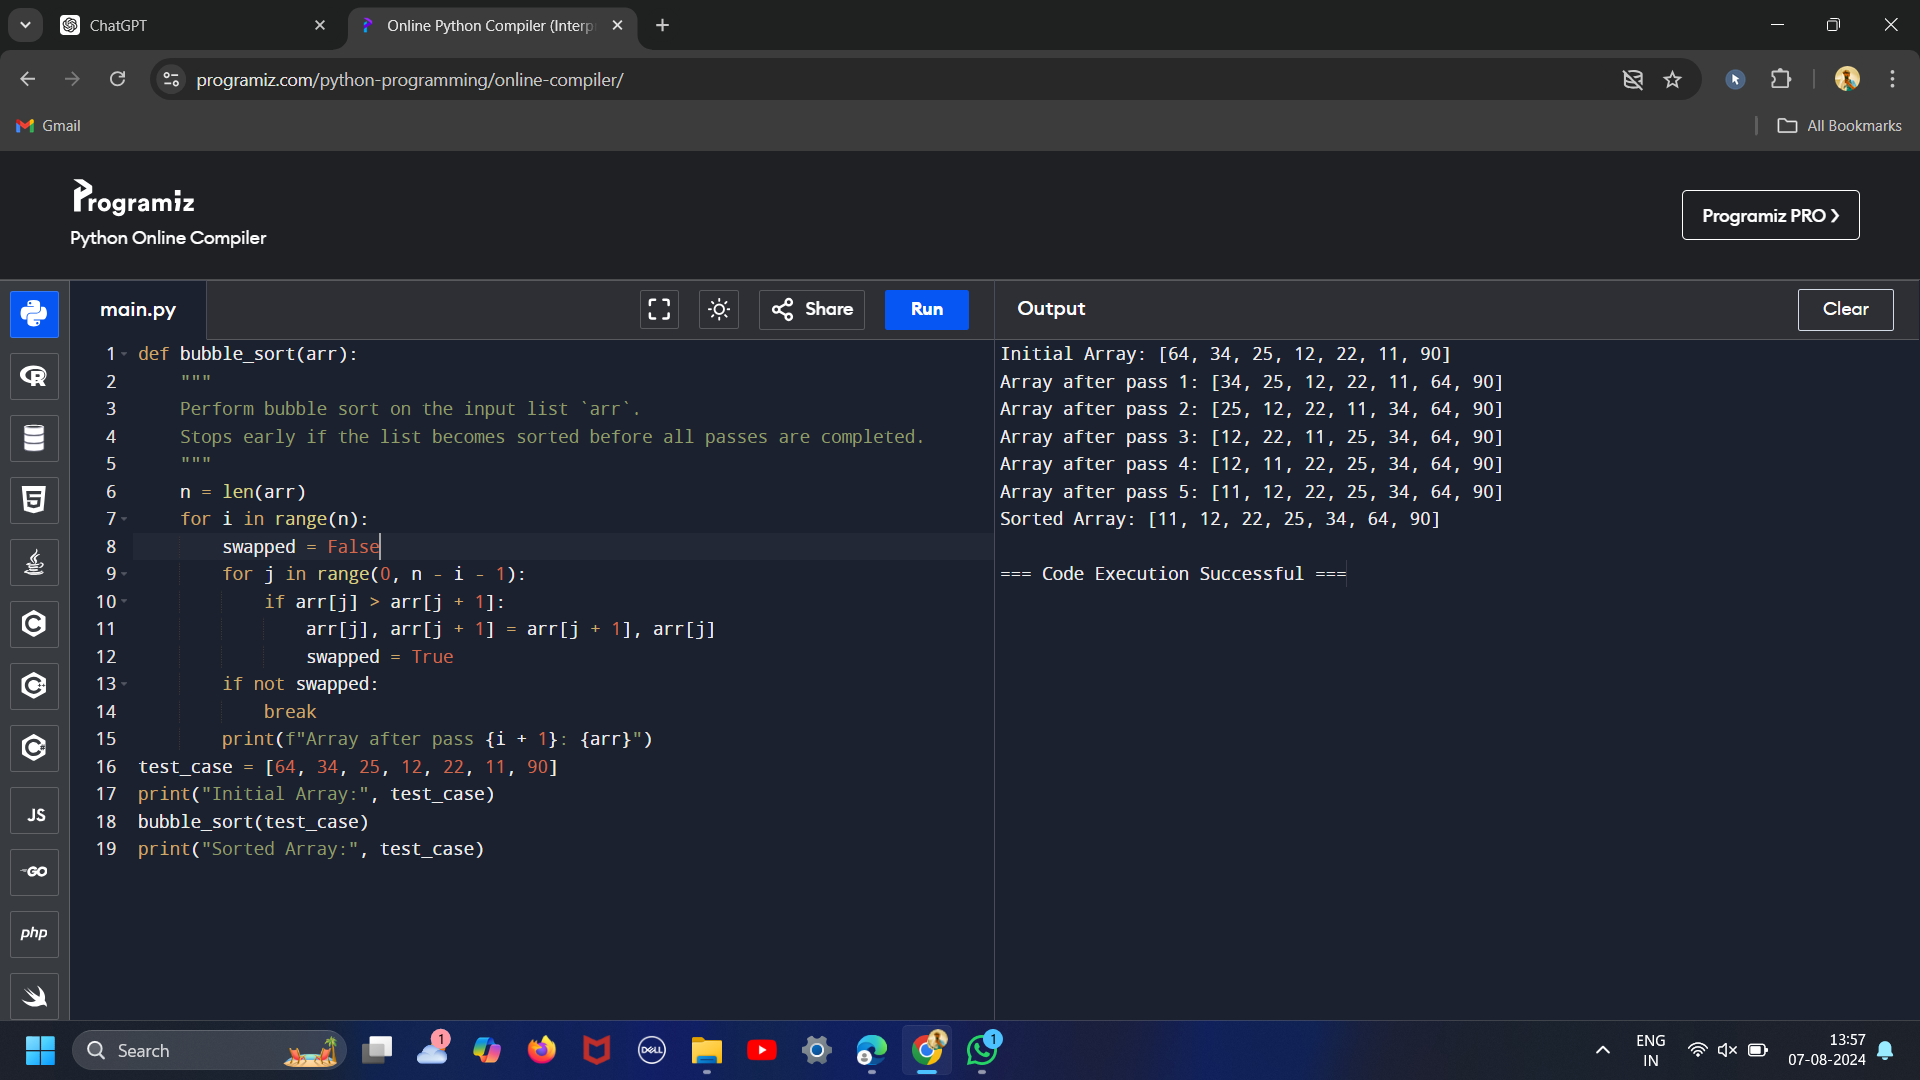 ChatGPT
Online Python Compiler (Interp
programiz.com/python-programming/online-compiler/
Gmail
All Bookmarks
Programiz
Python Online Compiler
Programiz PRO ❯
main.py
Share
Run
Output
Clear
1 def bubble_sort(arr):
2     """
3     Perform bubble sort on the input list `arr`.
4     Stops early if the list becomes sorted before all passes are completed.
5     """
6     n = len(arr)
7     for i in range(n):
8         swapped = False
9         for j in range(0, n - i - 1):
10             if arr[j] > arr[j + 1]:
11                 arr[j], arr[j + 1] = arr[j + 1], arr[j]
12                 swapped = True
13         if not swapped:
14             break
15         print(f"Array after pass {i + 1}: {arr}")
16 test_case = [64, 34, 25, 12, 22, 11, 90]
17 print("Initial Array:", test_case)
18 bubble_sort(test_case)
19 print("Sorted Array:", test_case)
Initial Array: [64, 34, 25, 12, 22, 11, 90]
Array after pass 1: [34, 25, 12, 22, 11, 64, 90]
Array after pass 2: [25, 12, 22, 11, 34, 64, 90]
Array after pass 3: [12, 22, 11, 25, 34, 64, 90]
Array after pass 4: [12, 11, 22, 25, 34, 64, 90]
Array after pass 5: [11, 12, 22, 25, 34, 64, 90]
Sorted Array: [11, 12, 22, 25, 34, 64, 90]
=== Code Execution Successful ===
R
5
C
C
C
JS
GO
php
Search
1
DELL
1
ENG
IN
13:57
07-08-2024